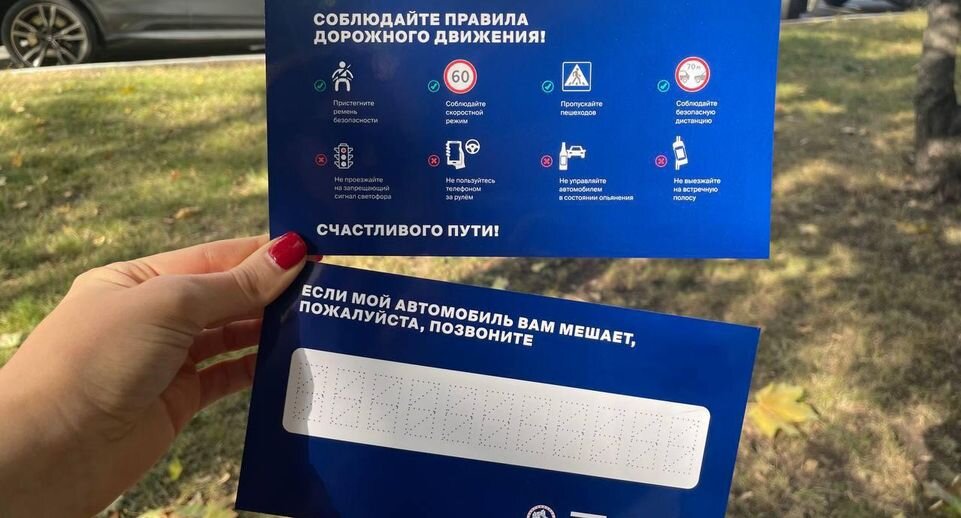 СОБЛЮДАЙТЕ ПРАВИЛА
ДОРОЖНОГО ДВИЖЕНИЯ!
60
70 м
Пристегните
ремень
безопасности
Соблюдайте
скоростной
режим
Пропускайте
пешеходов
Соблюдайте
безопасную
дистанцию
Не проезжайте
на запрещающий
сигнал светофора
Не пользуйтесь
телефоном
за рулём
Не управляйте
автомобилем
в состоянии опьянения
Не выезжайте
на встречную
полосу
СЧАСТЛИВОГО ПУТИ!
ЕСЛИ МОЙ АВТОМОБИЛЬ ВАМ МЕШАЕТ,
ПОЖАЛУЙСТА, ПОЗВОНИТЕ